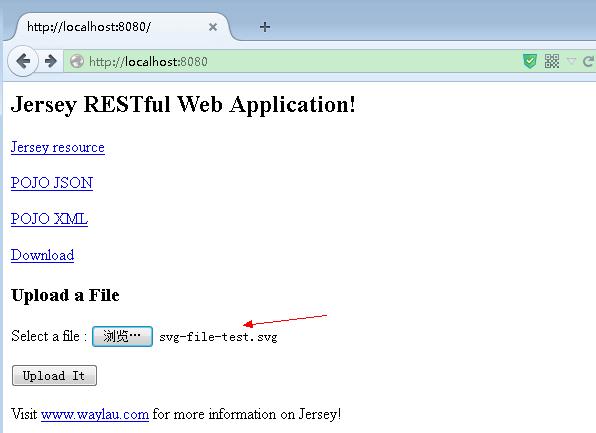 http://localhost:8080/
http://localhost:8080
Jersey RESTful Web Application!
Jersey resource
POJO JSON
POJO XML
Download
Upload a File
Select a file : 浏览… svg-file-test.svg
Upload It
Visit www.waylau.com for more information on Jersey!